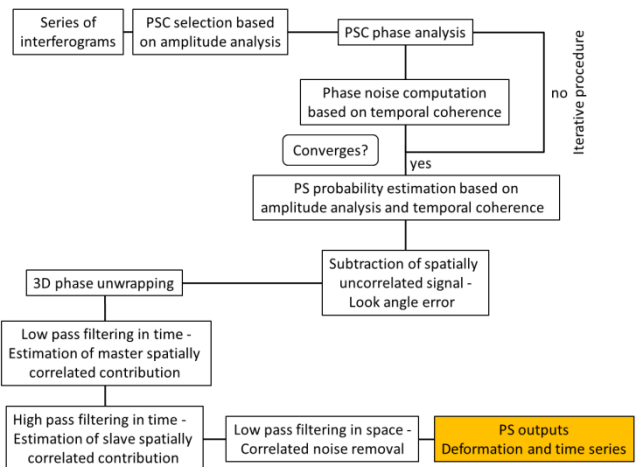 Series of
interferograms
PSC selection based
on amplitude analysis
PSC phase analysis
Phase noise computation
based on temporal coherence
no
Iterative procedure
Converges?
yes
PS probability estimation based on
amplitude analysis and temporal coherence
Subtraction of spatially
uncorrelated signal -
Look angle error
3D phase unwrapping
Low pass filtering in time -
Estimation of master spatially
correlated contribution
High pass filtering in time -
Estimation of slave spatially
correlated contribution
Low pass filtering in space -
Correlated noise removal
PS outputs
Deformation and time series